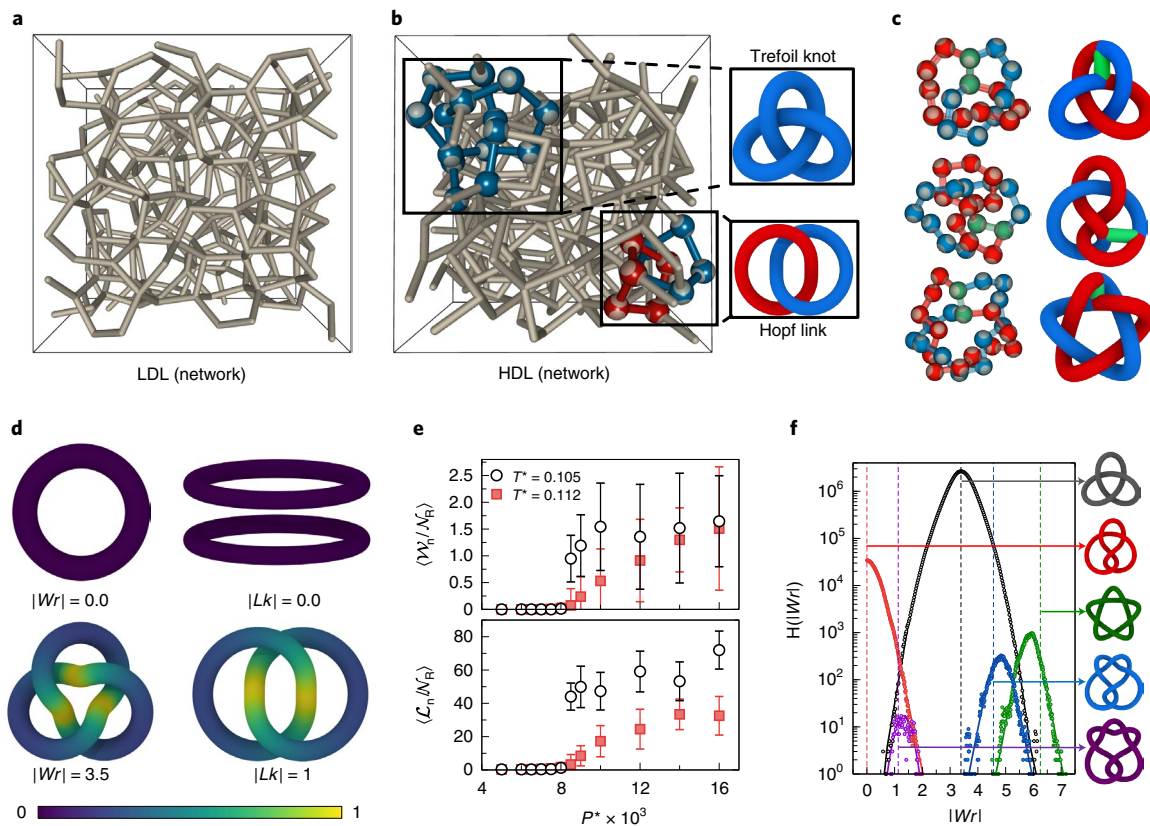 a
LDL (network)
b
HDL (network)
Trefoil knot
Hopf link
c
d
|Wr| = 0.0
|Lk| = 0.0
|Wr| = 3.5
|Lk| = 1
0
1
e
T* = 0.105
T* = 0.112
⟨𝒲n/𝒩R⟩
2.5
2.0
1.5
1.0
0.5
0
⟨ℒn/𝒩R⟩
80
60
40
20
0
4 8 12 16
P* × 10³
f
H(|Wr|)
10⁶
10⁵
10⁴
10³
10²
10¹
10⁰
0 1 2 3 4 5 6 7
|Wr|